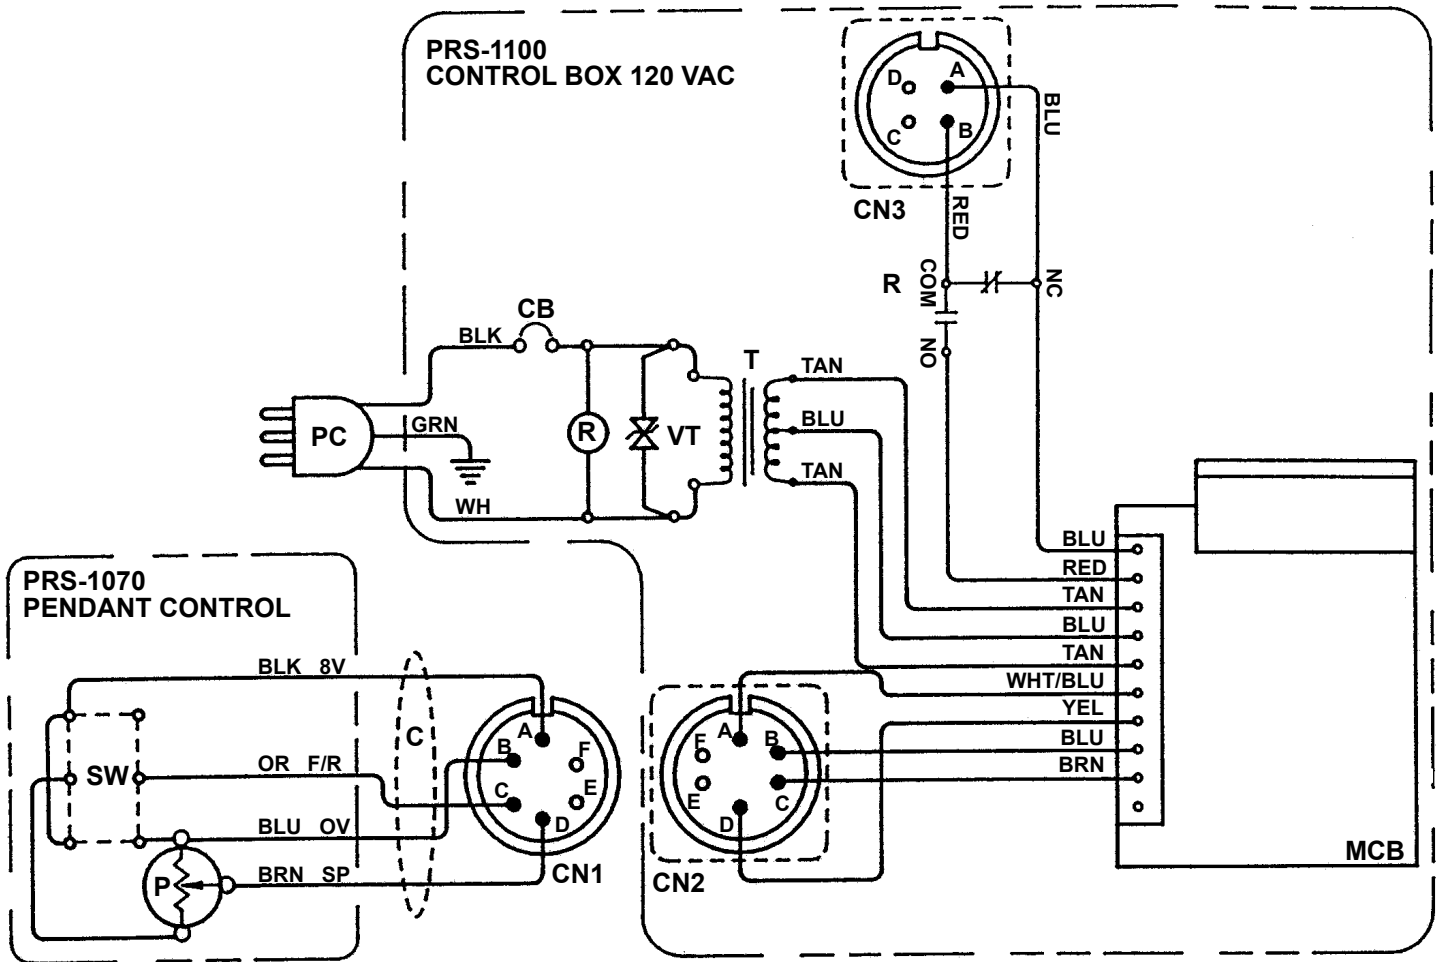 PRS-1100
CONTROL BOX 120 VAC
D A
C B
BLU
CN3
RED
R COM NC
NO
CB
BLK
T
TAN
PC
GRN
R
VT
BLU
TAN
WH
BLU
RED
TAN
BLU
TAN
WHT/BLU
YEL
BLU
BRN
MCB
PRS-1070
PENDANT CONTROL
BLK 8V
C
A
B F
SW
OR F/R
C E
BLU OV
D
P
BRN SP
CN1
A B
F
E C
D
CN2